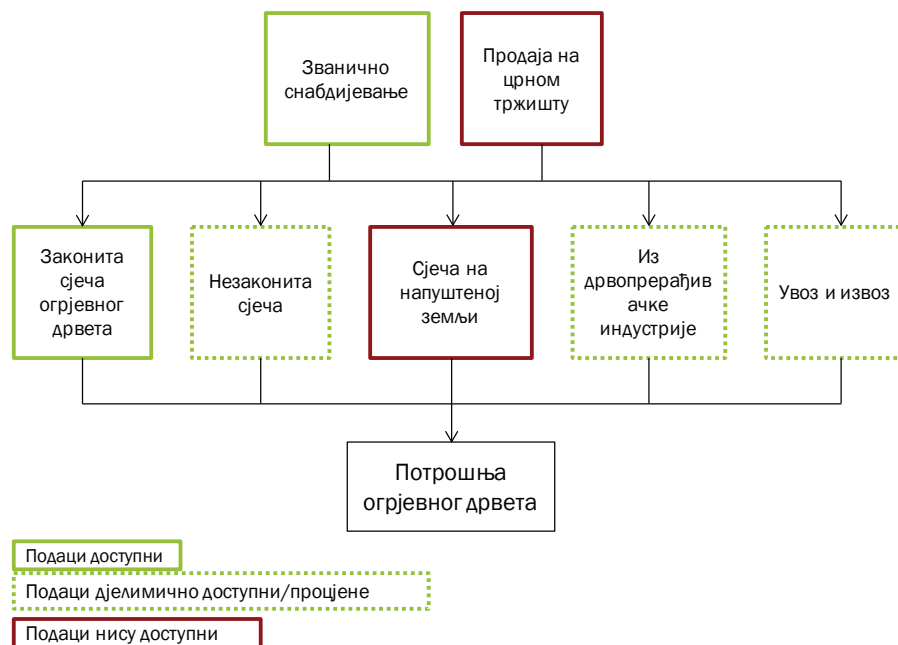 Званично
снабдијевање
Продаја на
црном
тржишту
Законита
сјеча
огрјевног
дрвета
Незаконита
сјеча
Сјеча на
напуштеној
земљи
Из
дрвопрерађив
ачке
индустрије
Увоз и извоз
Потрошња
огрјевног дрвета
Подаци доступни
Подаци дјелимично доступни/процјене
Подаци нису доступни